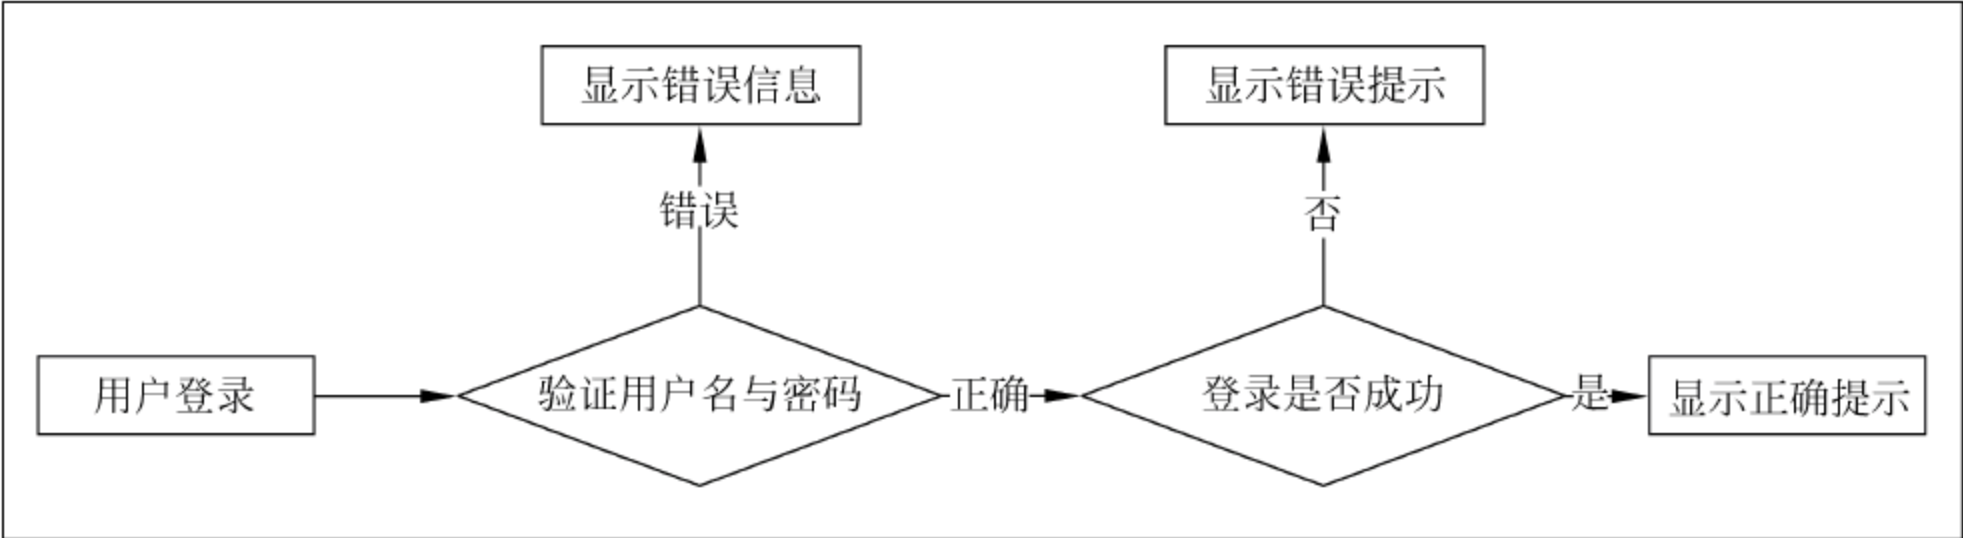 显示错误信息
显示错误提示
错误
否
用户登录
验证用户名与密码
正确
登录是否成功
是
显示正确提示